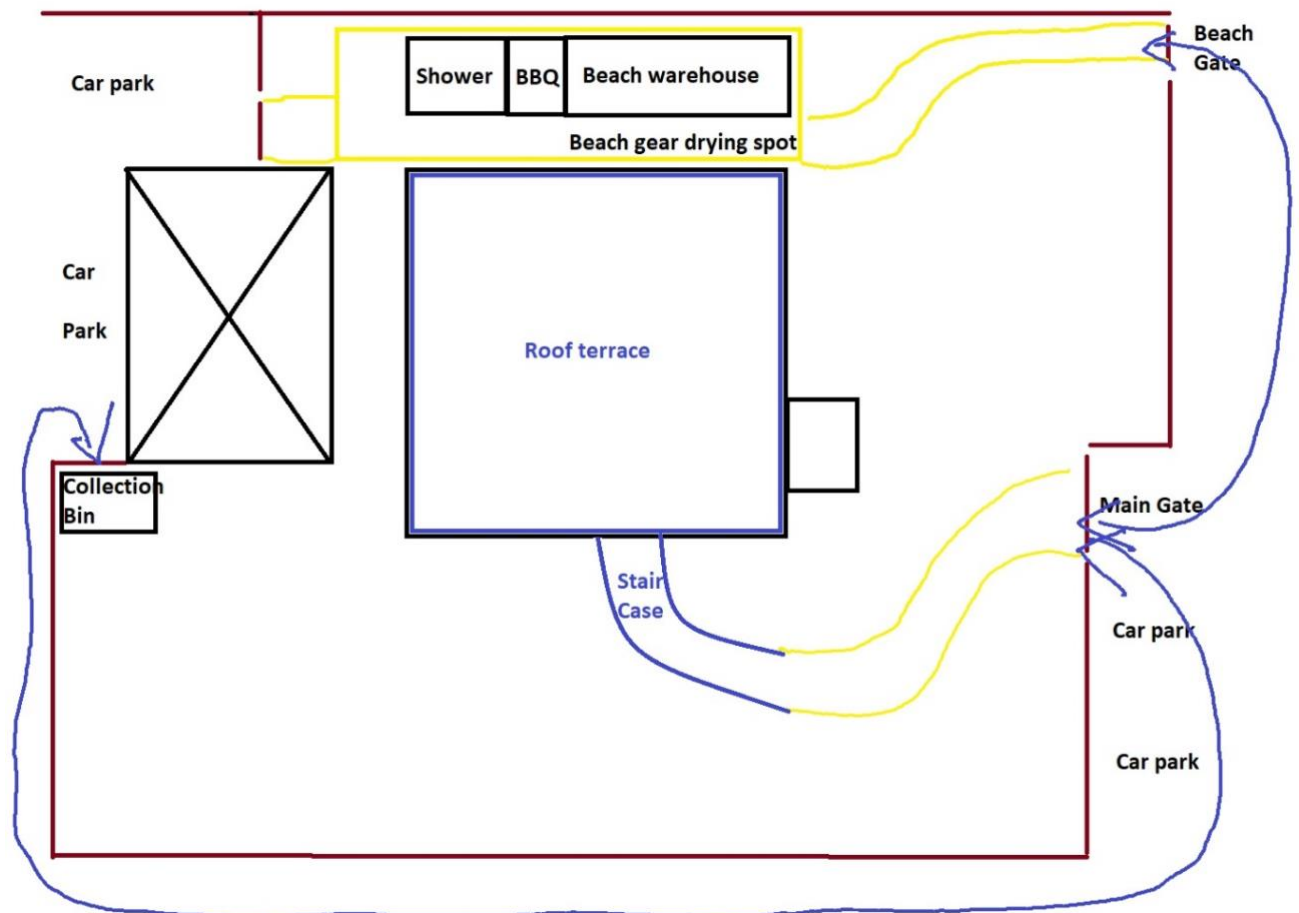 Beach
Gate
Car park
Shower
BBQ
Beach warehouse
Beach gear drying spot
Car
Park
Roof terrace
Collection
Bin
Main Gate
Stair
Case
Car park
Car park